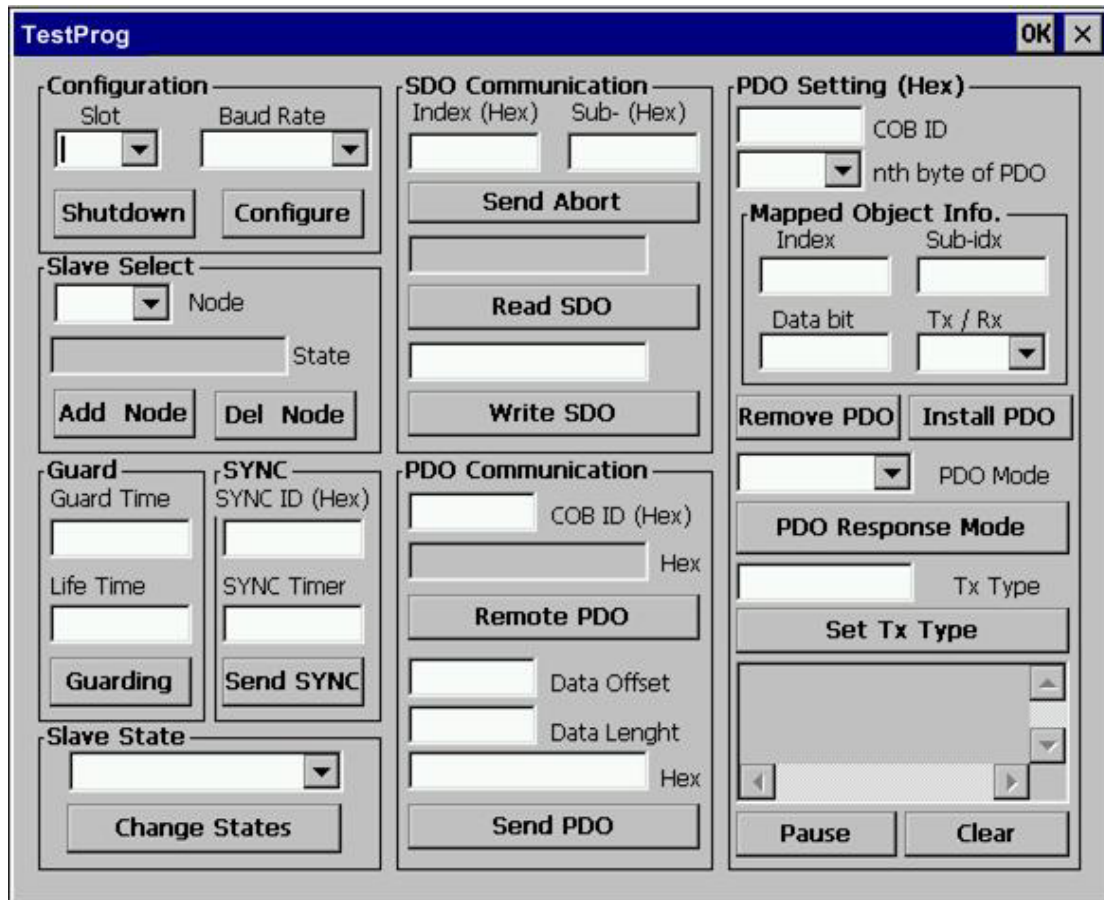 TestProg
OK
Configuration
Slot
Baud Rate
Shutdown
Configure
Slave Select
Node
State
Add Node
Del Node
Guard
Guard Time
Life Time
Guarding
SYNC
SYNC ID (Hex)
SYNC Timer
Send SYNC
Slave State
Change States
SDO Communication
Index (Hex)
Sub- (Hex)
Send Abort
Read SDO
Write SDO
PDO Communication
COB ID (Hex)
Hex
Remote PDO
Data Offset
Data Lenght
Hex
Send PDO
PDO Setting (Hex)
COB ID
nth byte of PDO
Mapped Object Info.
Index
Sub-idx
Data bit
Tx / Rx
Remove PDO
Install PDO
PDO Mode
PDO Response Mode
Tx Type
Set Tx Type
Pause
Clear